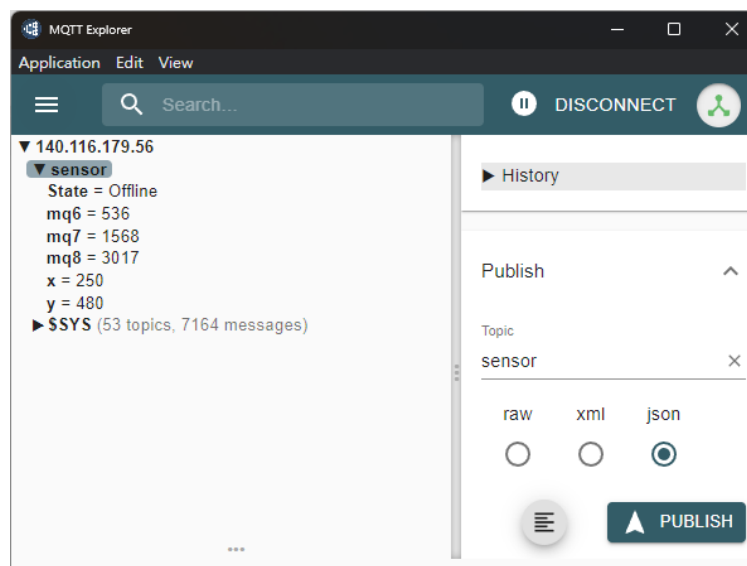 MQTT Explorer
Application Edit View
Search...
DISCONNECT
▼ 140.116.179.56
▼ sensor
State = Offline
mq6 = 536
mq7 = 1568
mq8 = 3017
x = 250
y = 480
▶ $SYS (53 topics, 7164 messages)
▶ History
Publish
Topic
sensor
raw xml json
PUBLISH